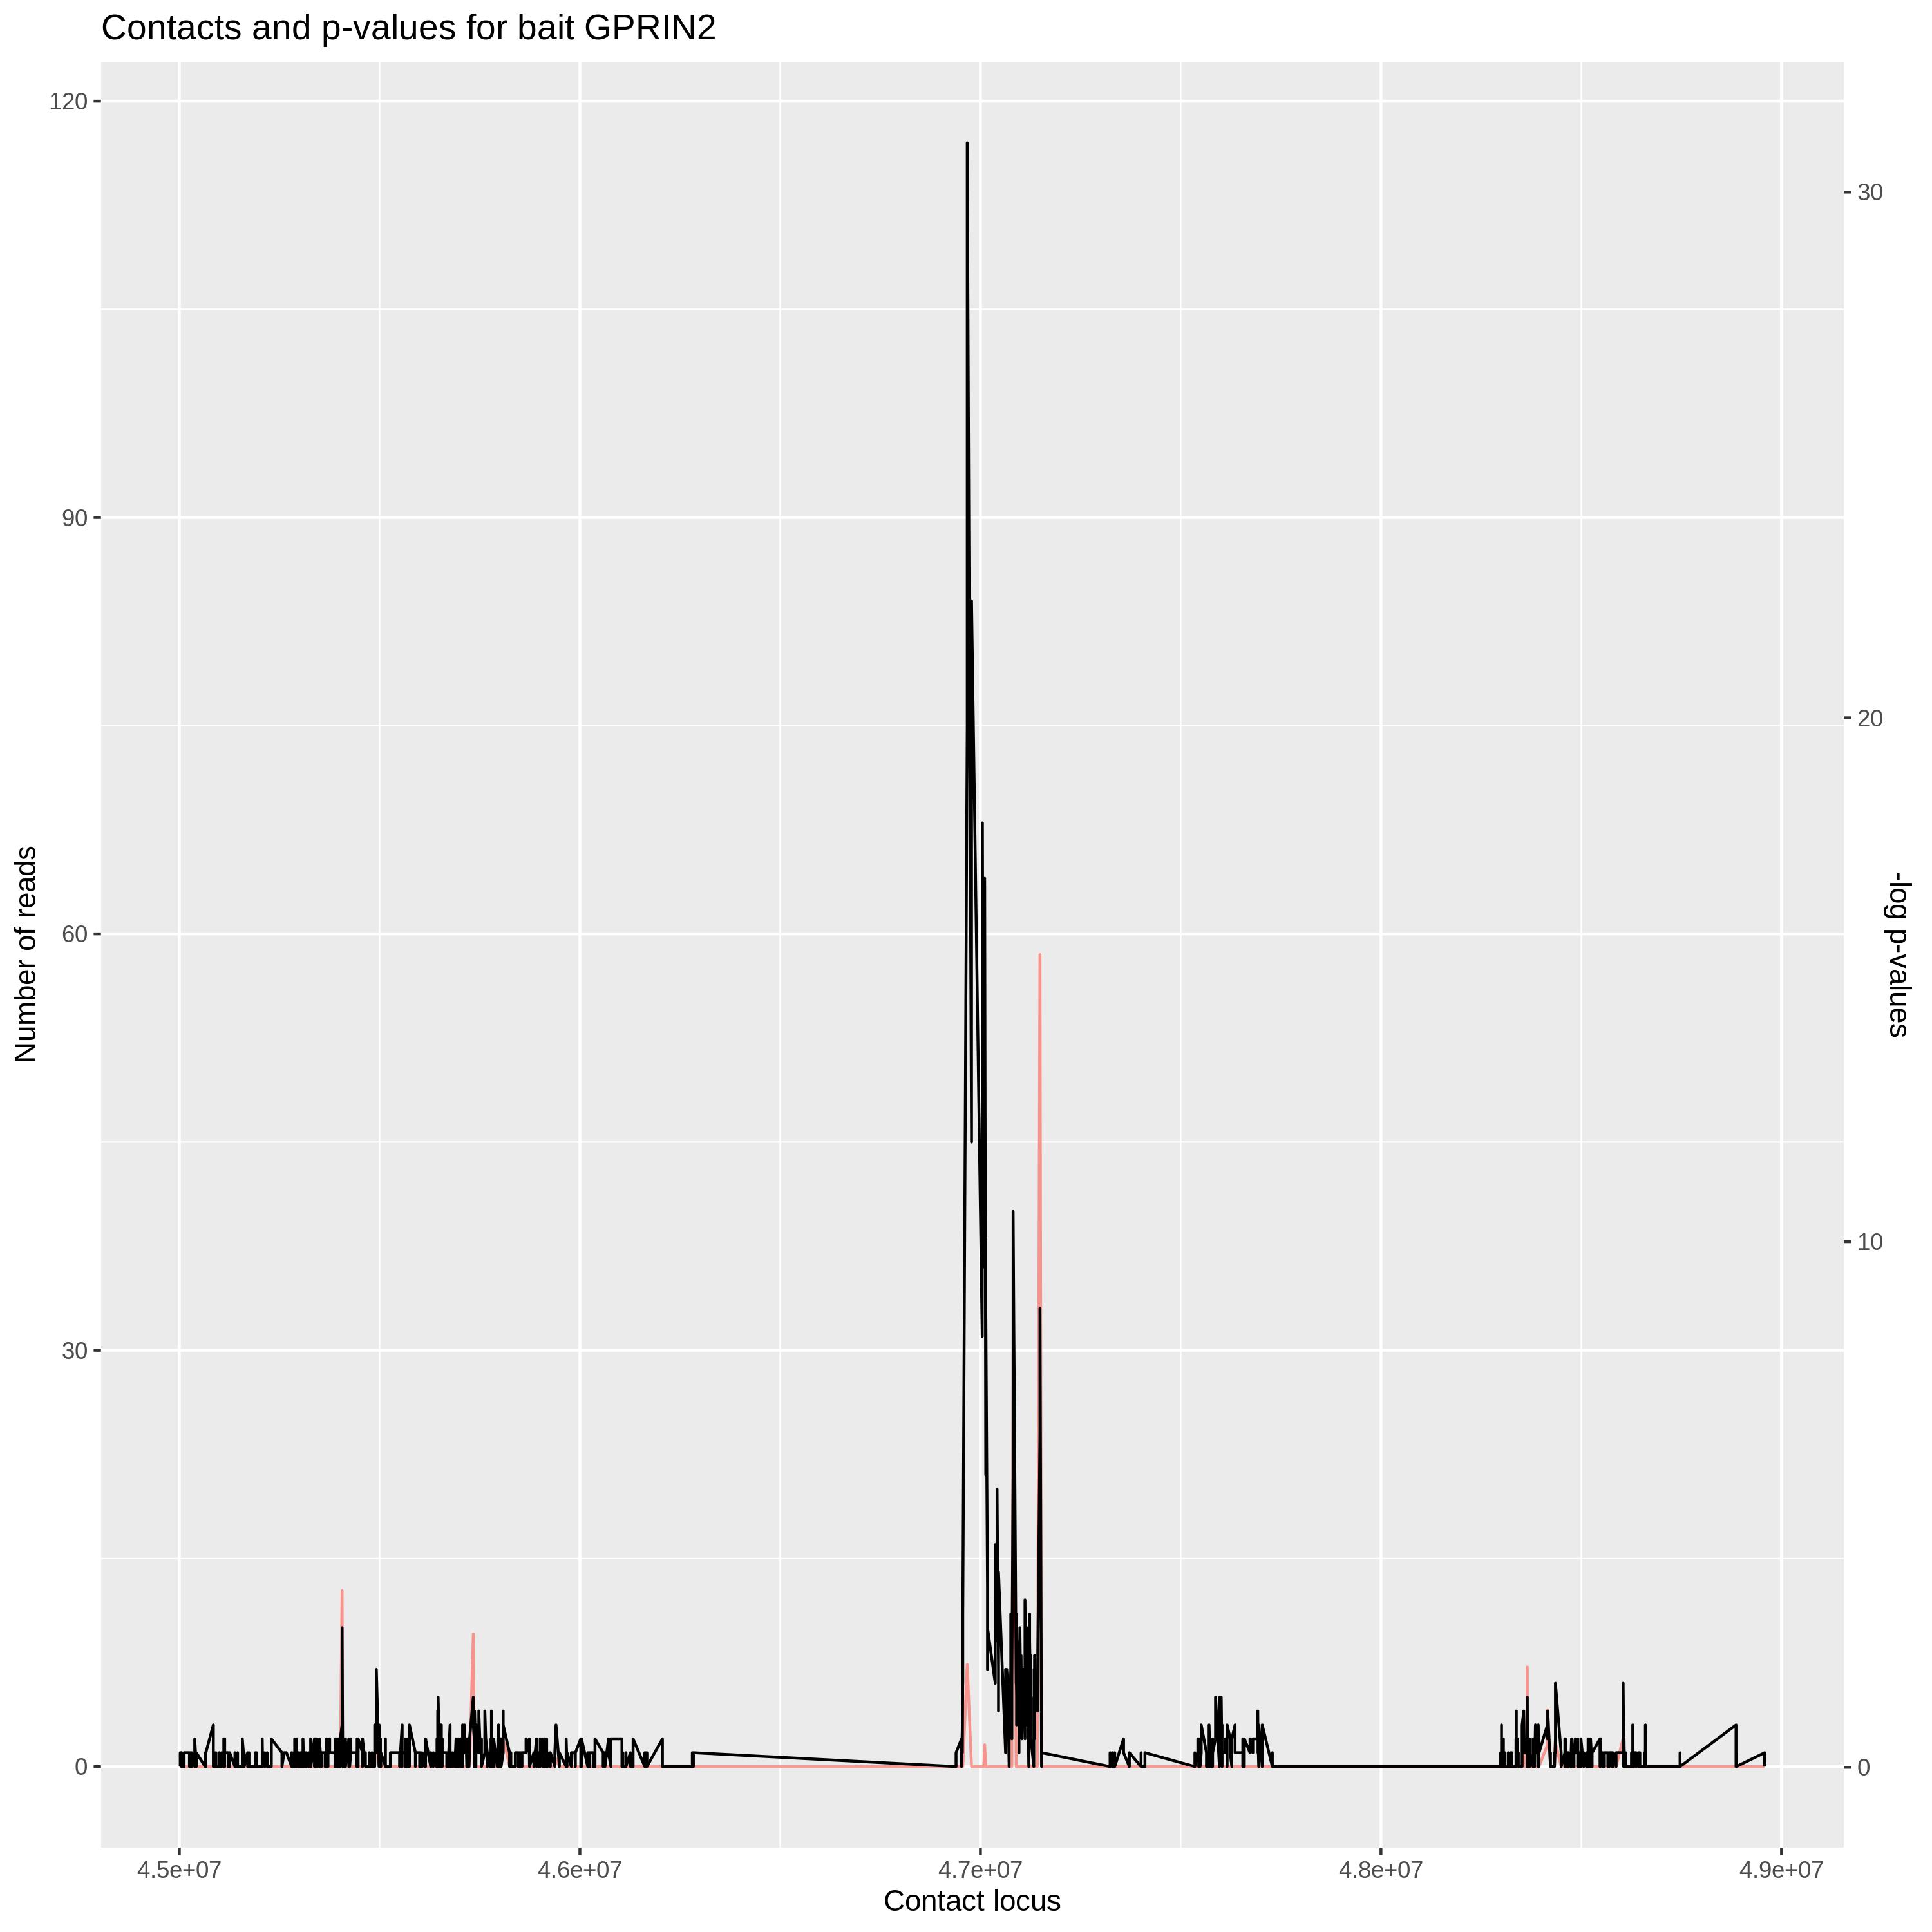 Contacts and p-values for bait GPRIN2
120
90
60
30
0
Number of reads
30
20
10
0
-log p-values
4.5e+07
4.6e+07
4.7e+07
4.8e+07
4.9e+07
Contact locus